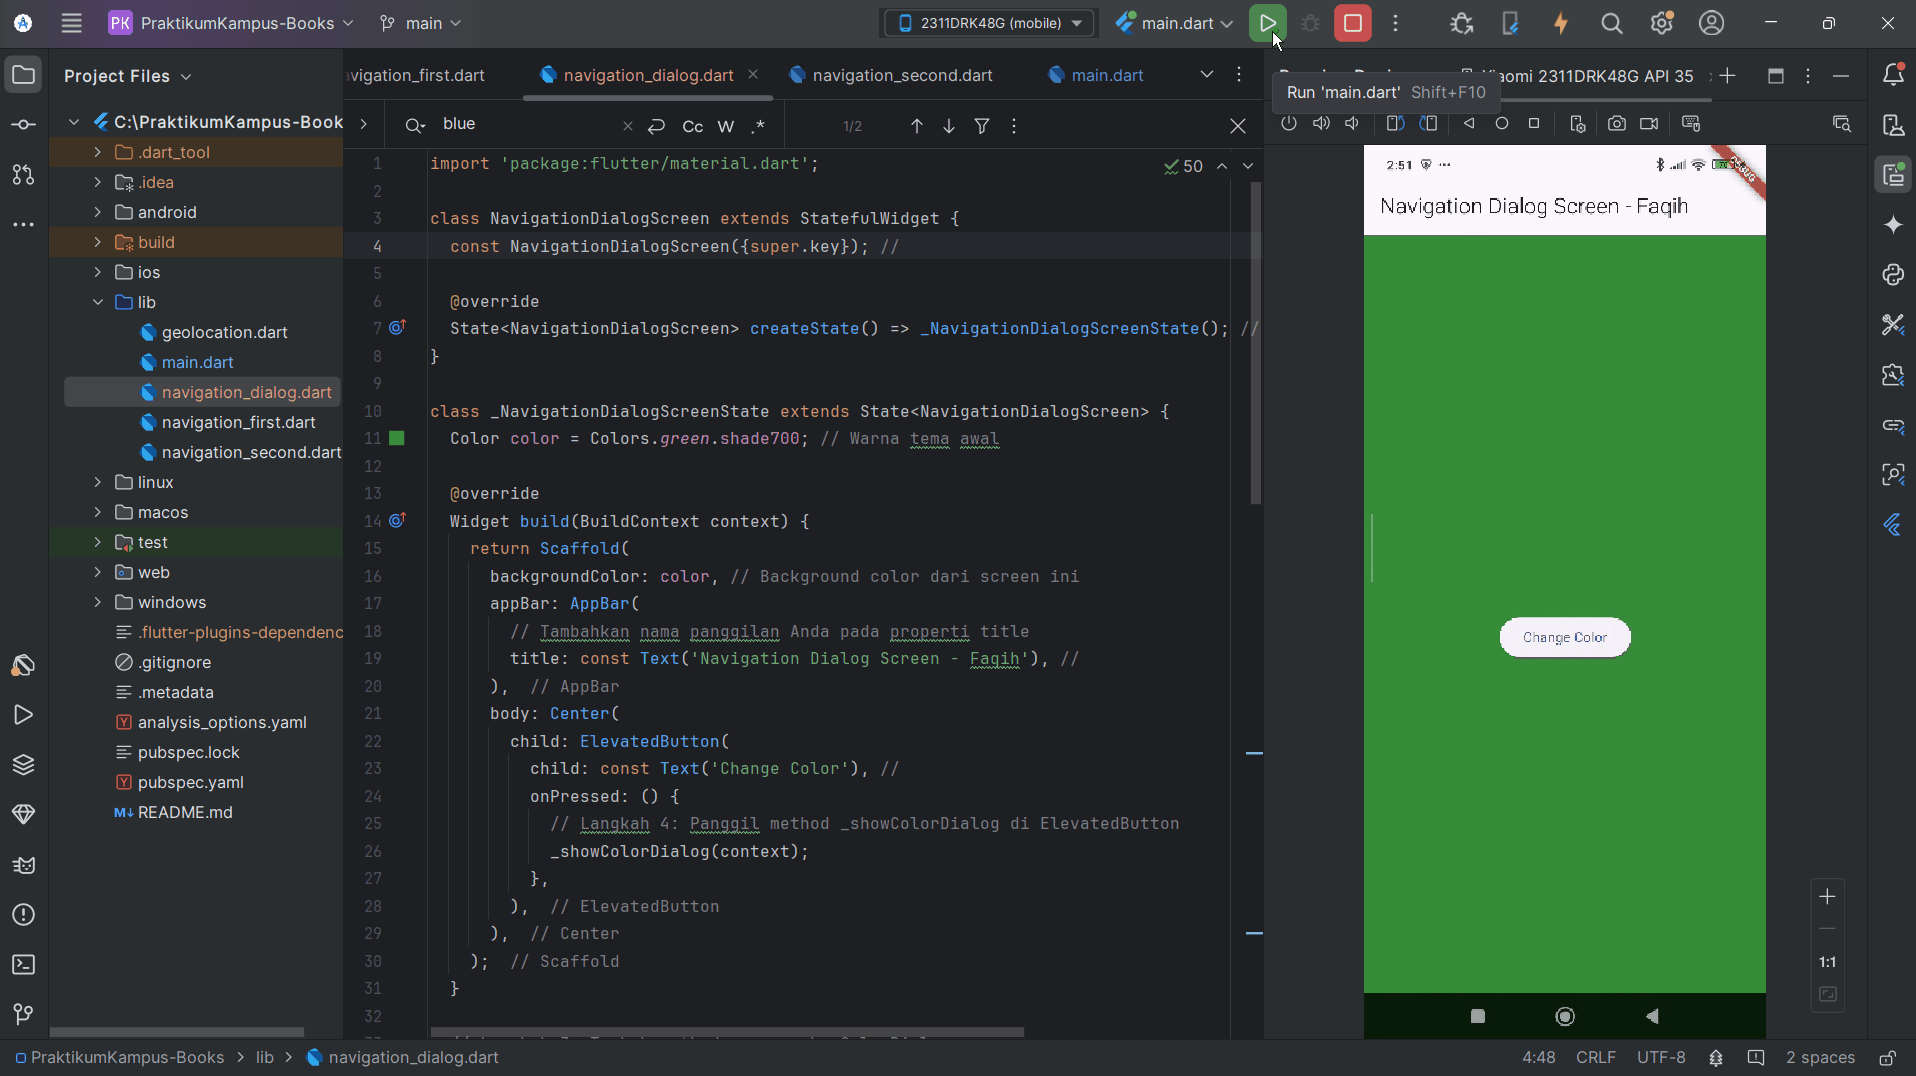 PK PraktikumKampus-Books main 2311DRK48G (mobile) main.dart
Project Files
C:\PraktikumKampus-Book
.dart_tool
.idea
android
build
ios
lib
geolocation.dart
main.dart
navigation_dialog.dart
navigation_first.dart
navigation_second.dart
linux
macos
test
web
windows
.flutter-plugins-dependenc
.gitignore
.metadata
analysis_options.yaml
pubspec.lock
pubspec.yaml
README.md
avigation_first.dart navigation_dialog.dart navigation_second.dart main.dart
blue Cc W .* 1/2
50
1 import 'package:flutter/material.dart';
2
3 class NavigationDialogScreen extends StatefulWidget {
4 const NavigationDialogScreen({super.key}); //
5
6 @override
7 State<NavigationDialogScreen> createState() => _NavigationDialogScreenState(); //
8 }
9
10 class _NavigationDialogScreenState extends State<NavigationDialogScreen> {
11 Color color = Colors.green.shade700; // Warna tema awal
12
13 @override
14 Widget build(BuildContext context) {
15 return Scaffold(
16 backgroundColor: color, // Background color dari screen ini
17 appBar: AppBar(
18 // Tambahkan nama panggilan Anda pada properti title
19 title: const Text('Navigation Dialog Screen - Faqih'), //
20 ), // AppBar
21 body: Center(
22 child: ElevatedButton(
23 child: const Text('Change Color'), //
24 onPressed: () {
25 // Langkah 4: Panggil method _showColorDialog di ElevatedButton
26 _showColorDialog(context);
27 },
28 ), // ElevatedButton
29 ), // Center
30 ); // Scaffold
31 }
32
Xiaomi 2311DRK48G API 35
Run 'main.dart' Shift+F10
2:51
DEBUG
Navigation Dialog Screen - Faqih
Change Color
1:1
PraktikumKampus-Books > lib > navigation_dialog.dart
4:48 CRLF UTF-8 2 spaces